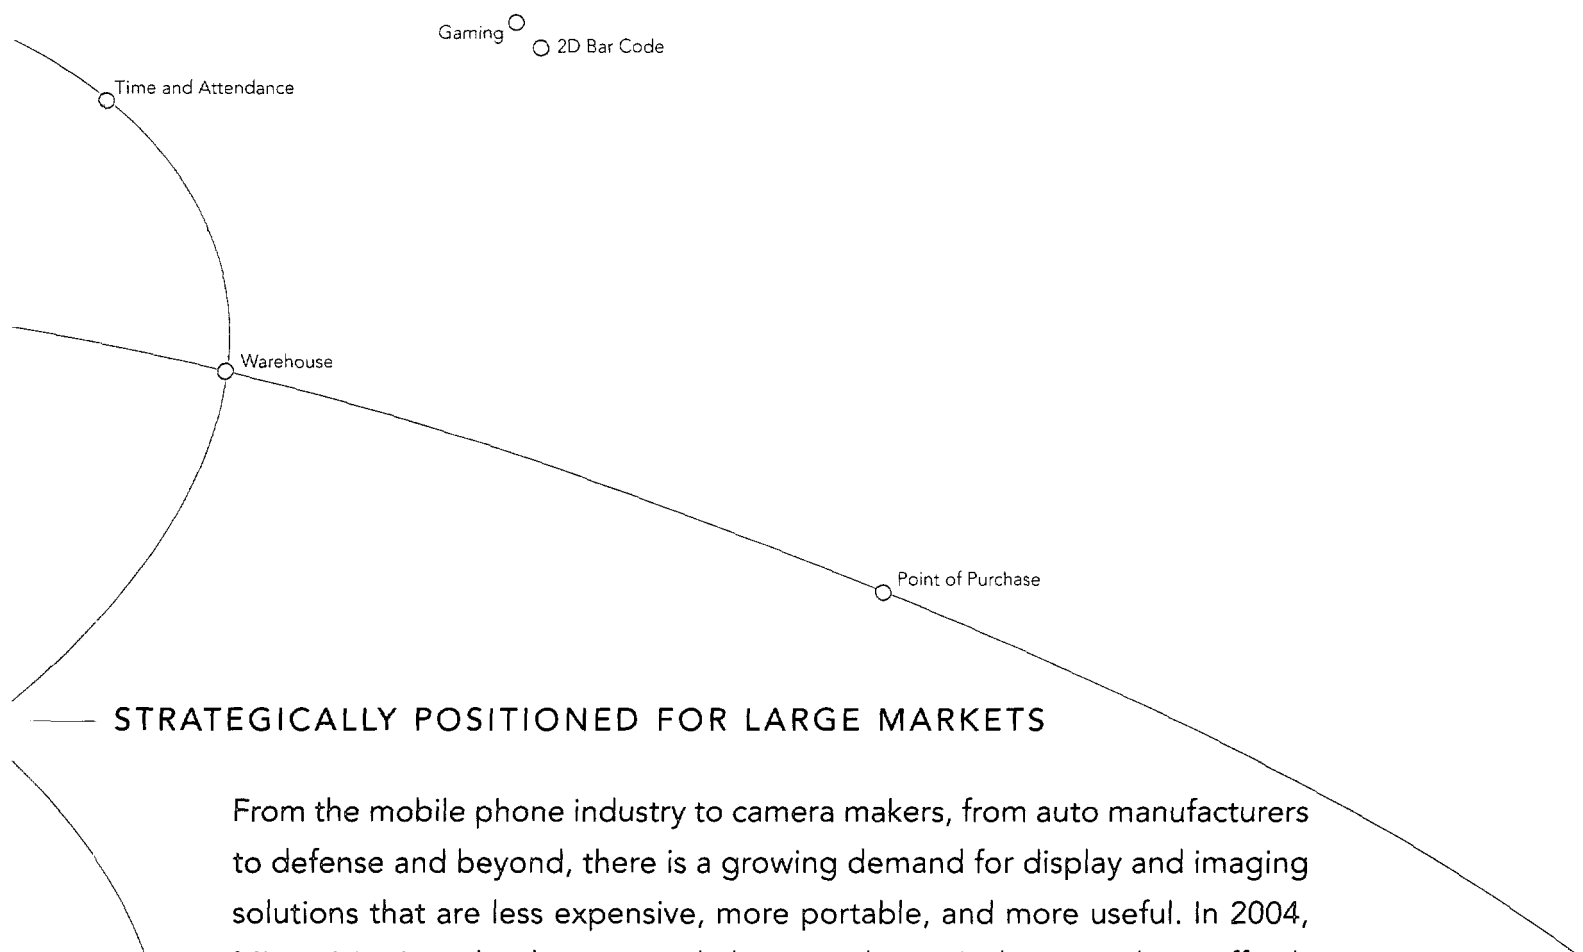 Gaming
2D Bar Code
Time and Attendance
Warehouse
Point of Purchase
STRATEGICALLY POSITIONED FOR LARGE MARKETS
From the mobile phone industry to camera makers, from auto manufacturers
to defense and beyond, there is a growing demand for display and imaging
solutions that are less expensive, more portable, and more useful. In 2004,